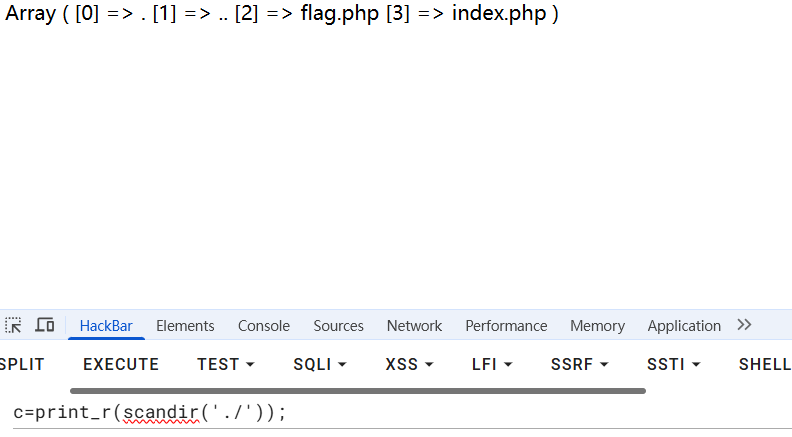 Array ( [0] => . [1] => .. [2] => flag.php [3] => index.php )
HackBar Elements Console Sources Network Performance Memory Application
SPLIT EXECUTE TEST SQLI XSS LFI SSRF SSTI SHELL
c=print_r(scandir('./'));